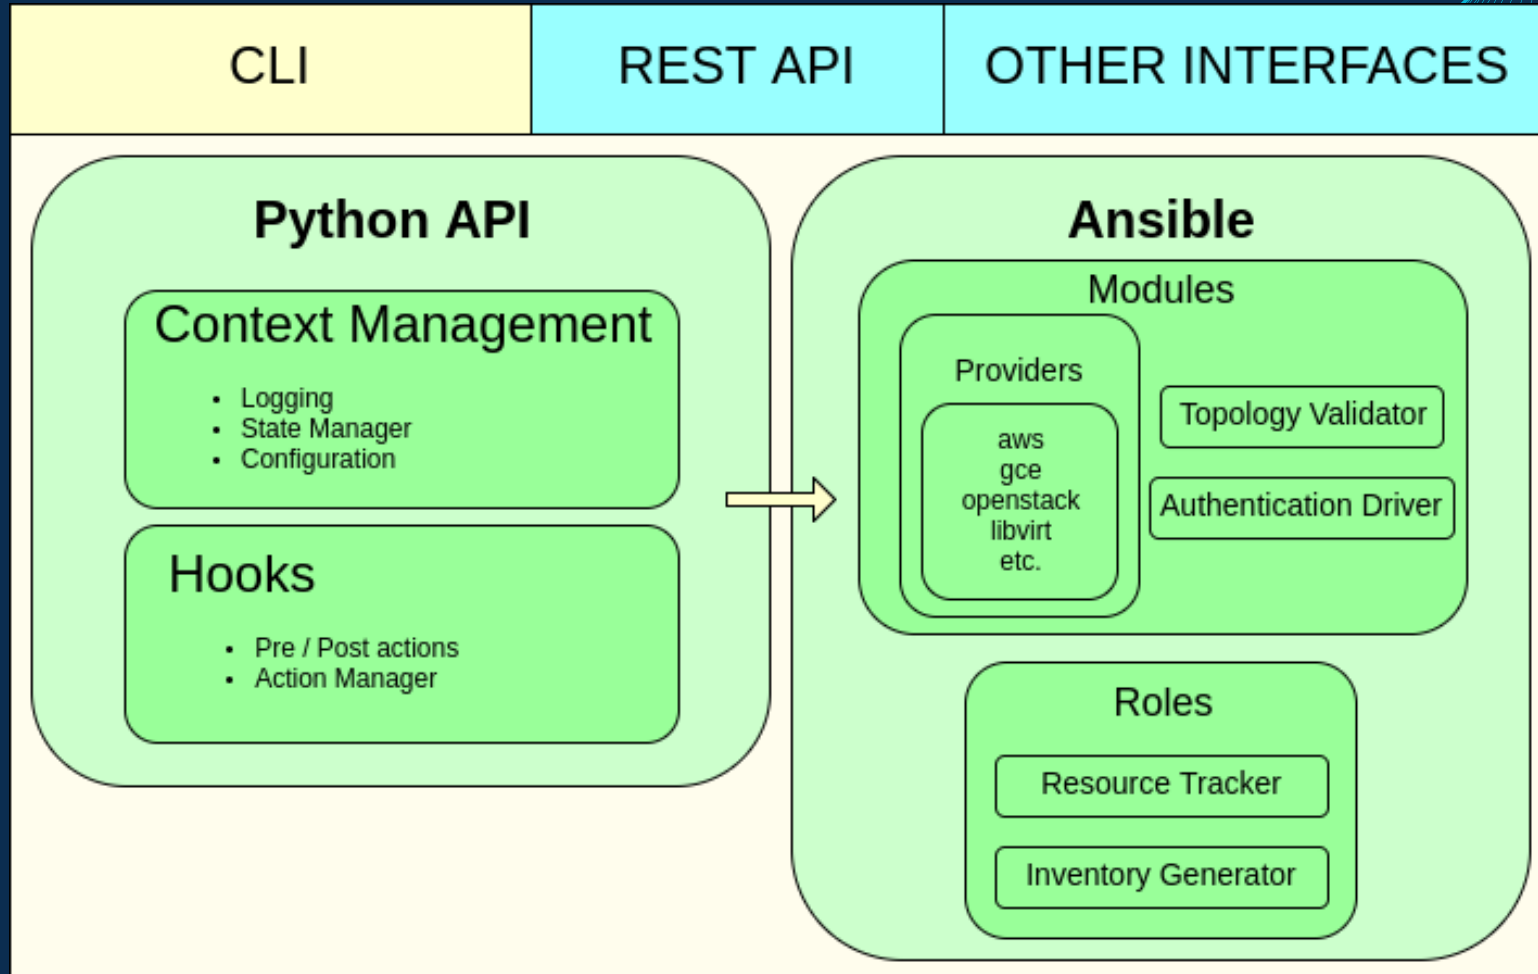 CLI
REST API
OTHER INTERFACES
Python API
Context Management
• Logging
• State Manager
• Configuration
Hooks
• Pre / Post actions
• Action Manager
Ansible
Modules
Providers
aws
gce
openstack
libvirt
etc.
Topology Validator
Authentication Driver
Roles
Resource Tracker
Inventory Generator